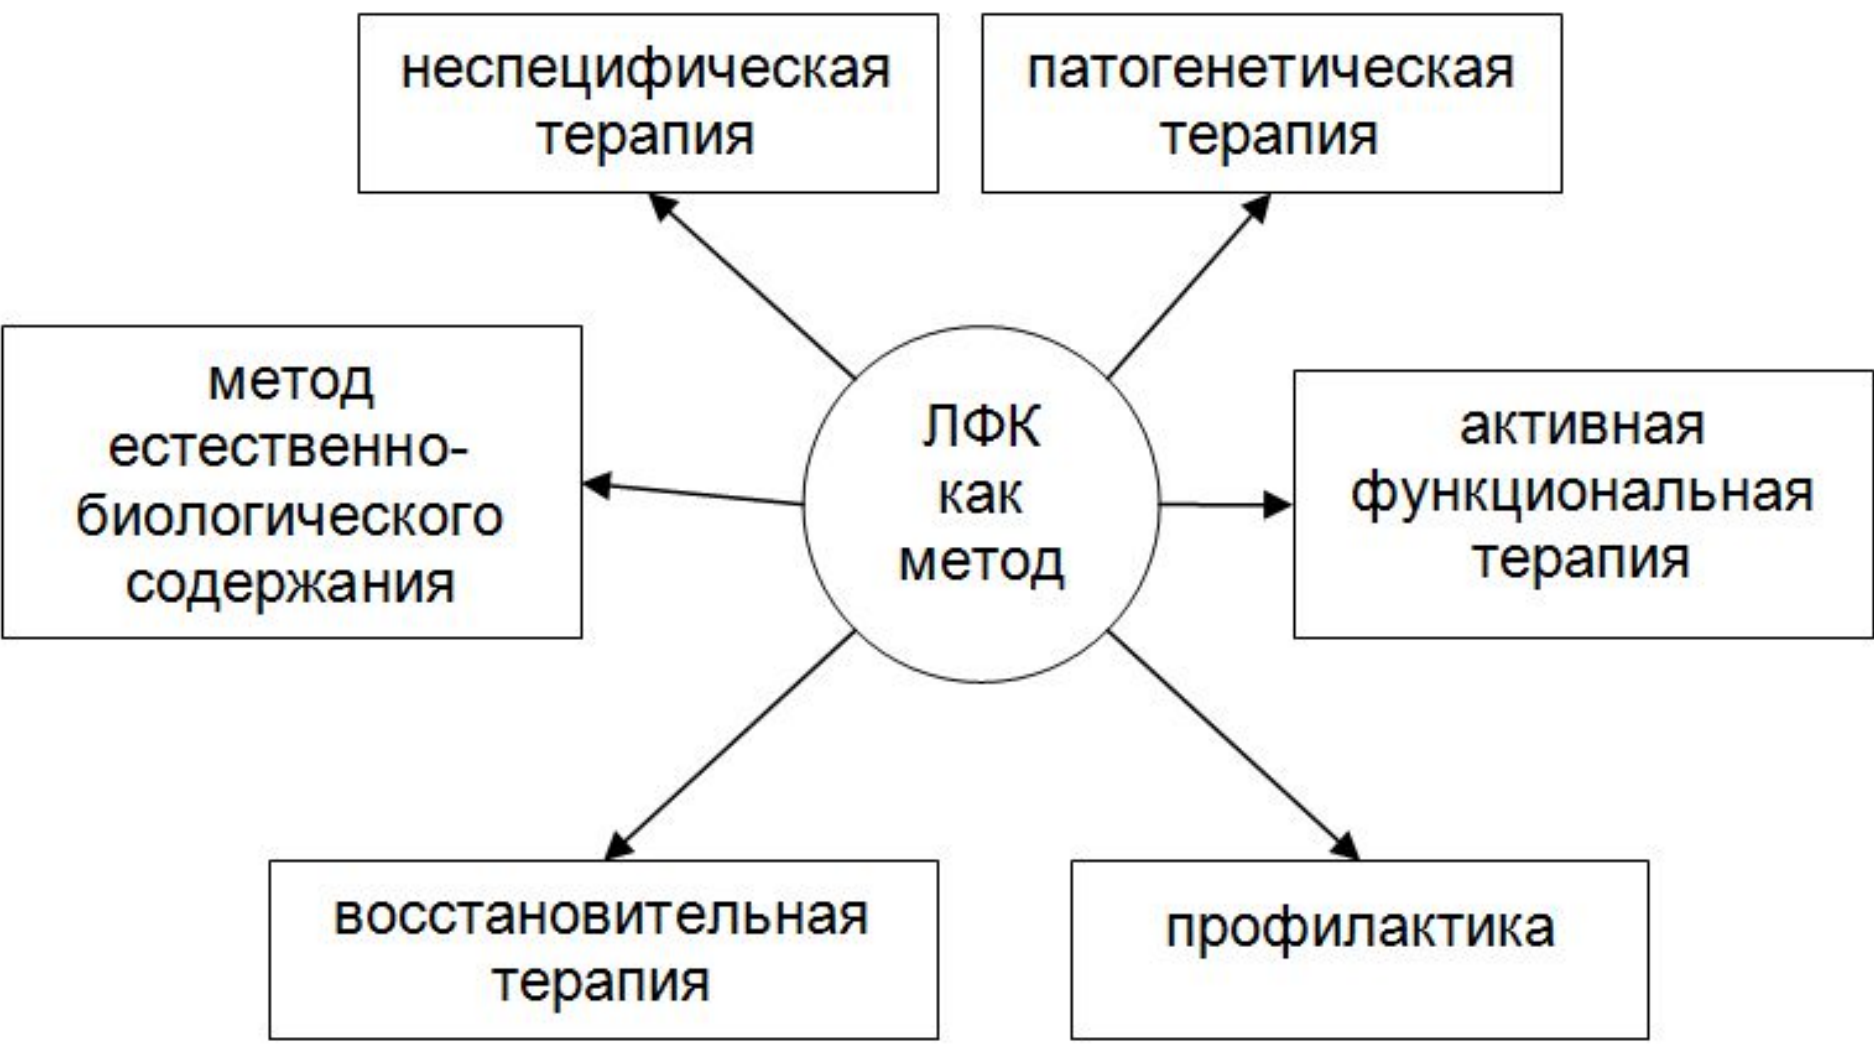 неспецифическая
терапия
патогенетическая
терапия
метод
естественно-
биологического
содержания
ЛФК
как
метод
активная
функциональная
терапия
восстановительная
терапия
профилактика